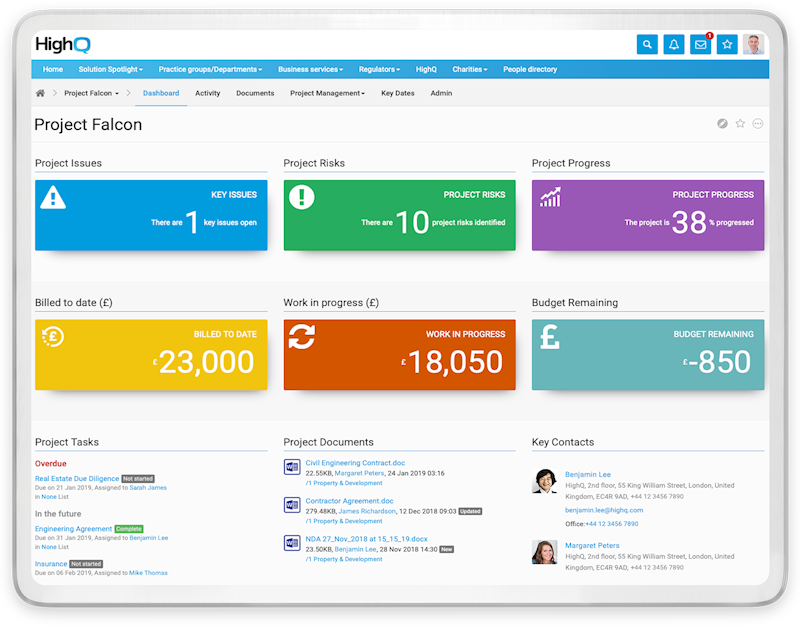 HighQ
1
Home Solution Spotlight Practice groups/Departments Business services Regulators HighQ Charities People directory
Project Falcon Dashboard Activity Documents Project Management Key Dates Admin
Project Falcon
Project Issues
KEY ISSUES
There are 1 key issues open
Project Risks
PROJECT RISKS
There are 10 project risks identified
Project Progress
PROJECT PROGRESS
The project is 38 % progressed
Billed to date (£)
BILLED TO DATE
£23,000
Work in progress (£)
WORK IN PROGRESS
£18,050
Budget Remaining
£
BUDGET REMAINING
£-850
Project Tasks
Overdue
Real Estate Due Diligence Not started
Due on 21 Jan 2019, Assigned to Sarah James
in None List
In the future
Engineering Agreement Complete
Due on 31 Jan 2019, Assigned to Benjamin Lee
in None List
Insurance Not started
Due on 06 Feb 2019, Assigned to Mike Thomas
Project Documents
Civil Engineering Contract.doc
22.55KB, Margaret Peters, 24 Jan 2019 03:16
/1 Property & Development
Contractor Agreement.doc
279.48KB, James Richardson, 12 Dec 2018 09:03 Updated
/1 Property & Development
NDA 27_Nov_2018 at 15_15_19.docx
23.50KB, Benjamin Lee, 28 Nov 2018 14:30 New
/1 Property & Development
Key Contacts
Benjamin Lee
HighQ, 2nd floor, 55 King William Street, London, United
Kingdom, EC4R 9AD, +44 12 3456 7890
benjamin.lee@highq.com
Office:+44 12 3456 7890
Margaret Peters
HighQ, 2nd floor, 55 King William Street, London, United
Kingdom, EC4R 9AD, +44 12 3456 7890